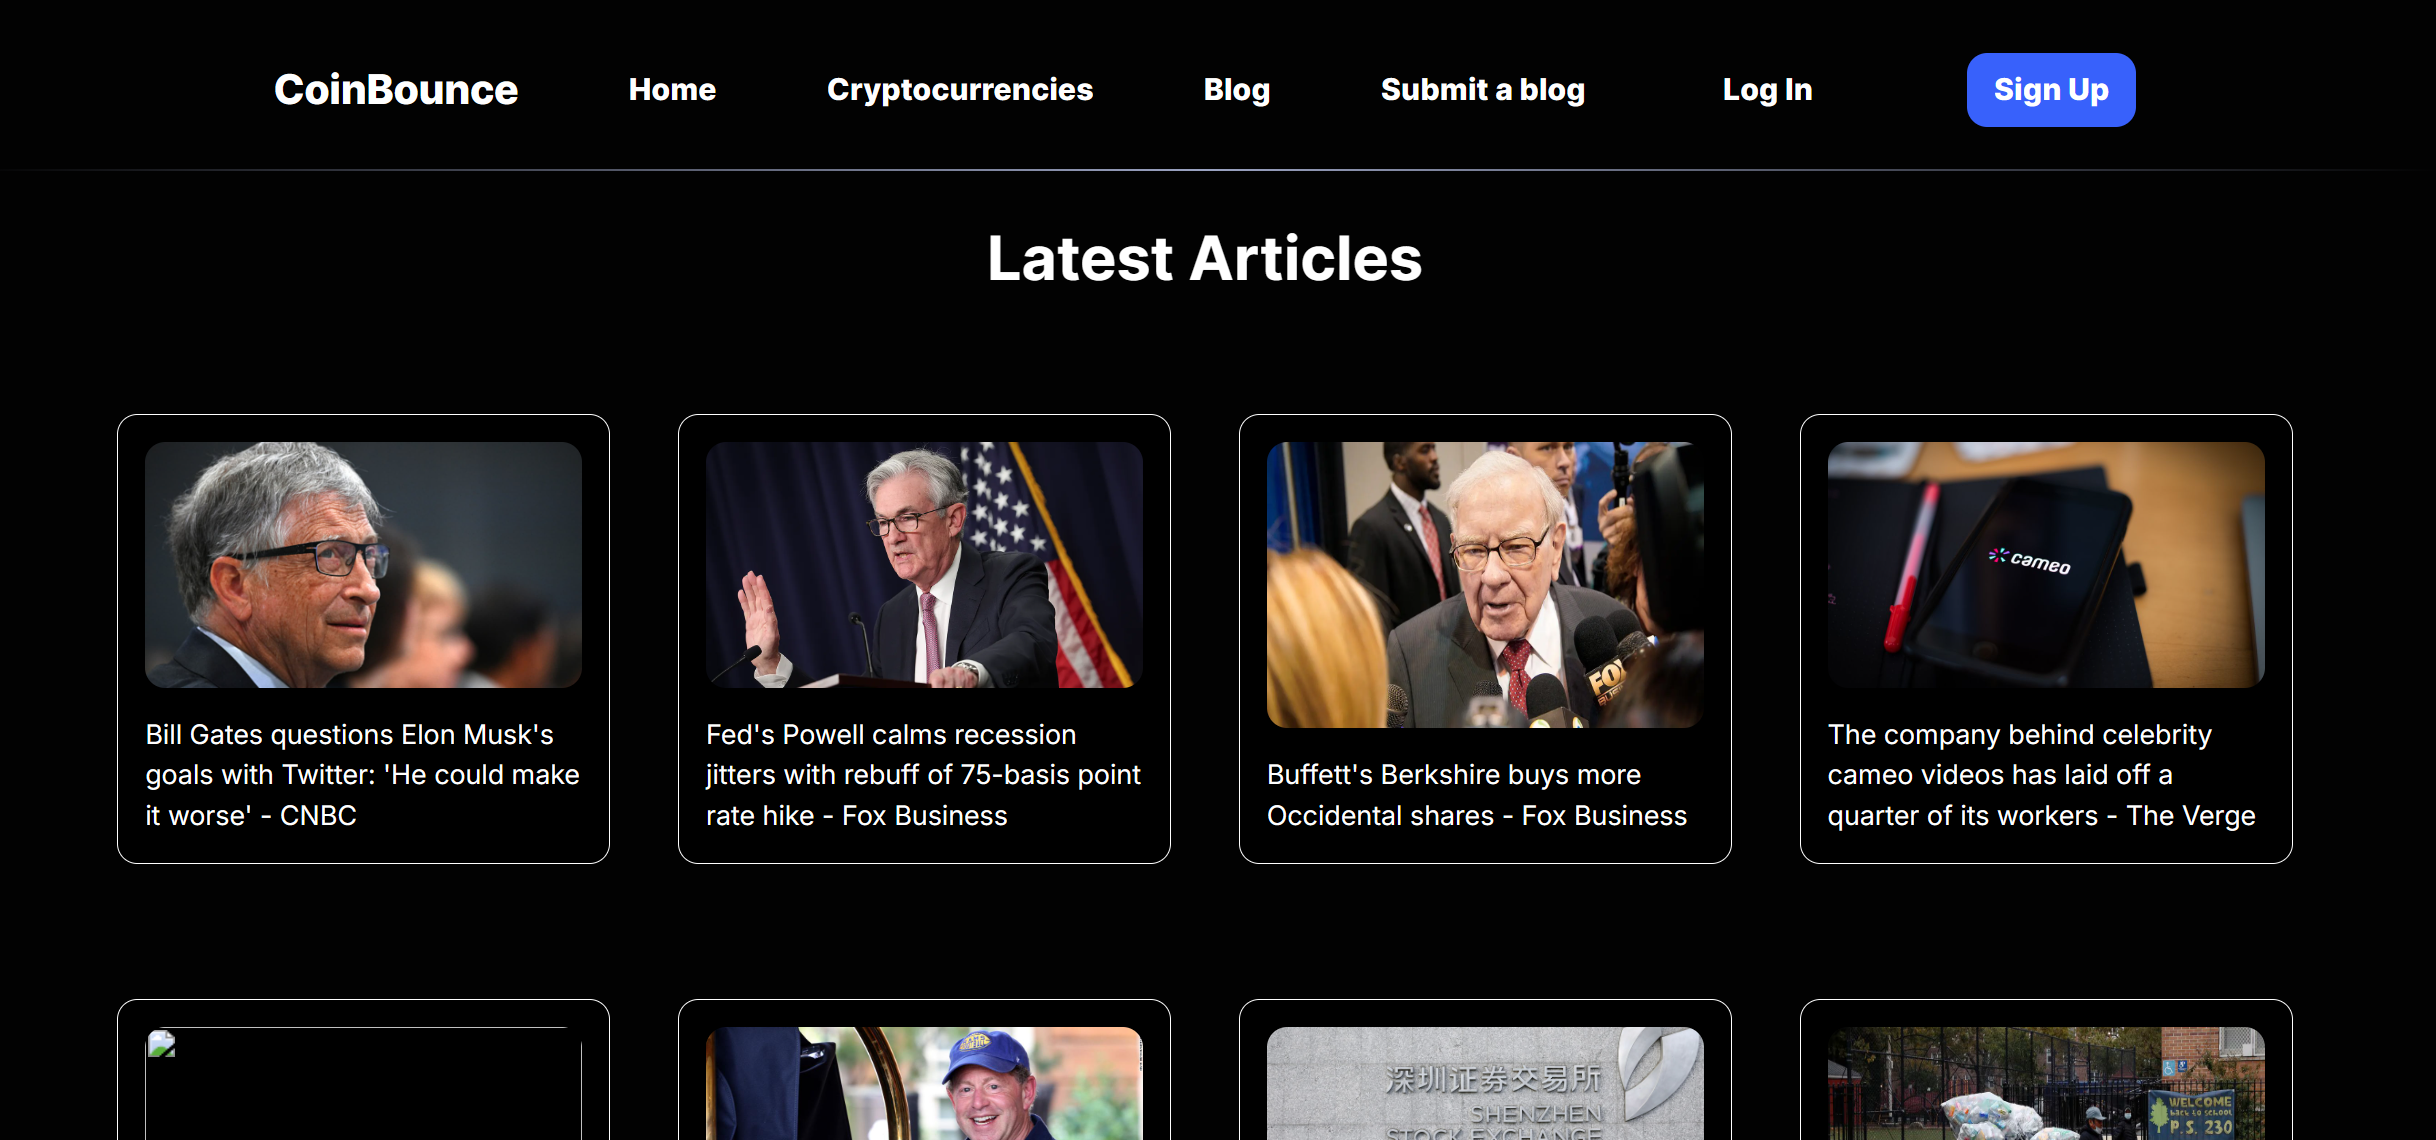 CoinBounce
Home
Cryptocurrencies
Blog
Submit a blog
Log In
Sign Up
Latest Articles
cameo
FOX
Bill Gates questions Elon Musk's
goals with Twitter: 'He could make
it worse' - CNBC
Fed's Powell calms recession
jitters with rebuff of 75-basis point
rate hike - Fox Business
Buffett's Berkshire buys more
Occidental shares - Fox Business
The company behind celebrity
cameo videos has laid off a
quarter of its workers - The Verge
深圳证券交易所
SHENZHEN
STOCK EXCHANGE
WELCOME
back to school
P.S. 230